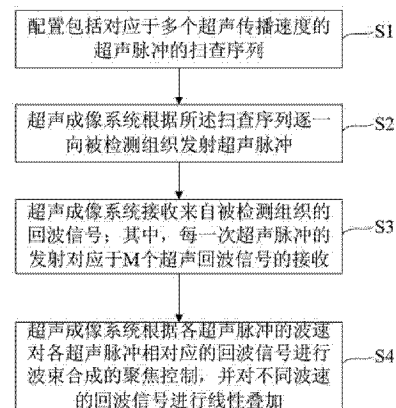 配置包括对应于多个超声传播速度的
超声脉冲的扫查序列
S1
超声成像系统根据所述扫查序列逐一
向被检测组织发射超声脉冲
S2
超声成像系统接收来自被检测组织的
回波信号；其中，每一次超声脉冲的
发射对应于M个超声回波信号的接收
S3
超声成像系统根据各超声脉冲的波速
对各超声脉冲相对应的回波信号进行
波束合成的聚焦控制，并对不同波速
的回波信号进行线性叠加
S4